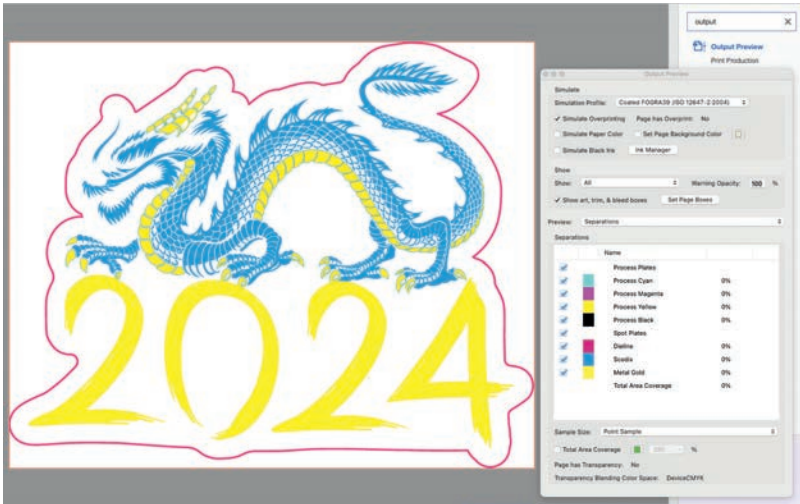 output
Output Preview
Print Production
Output Preview
Simulate
Simulation Profile: Coated FOGRA39 (ISO 12647-2:2004)
Simulate Overprinting Page has Overprint: No
Simulate Paper Color Set Page Background Color
Simulate Black Ink Ink Manager
Show
Show: All Warning Opacity: 100 %
Show art, trim, & bleed boxes Set Page Boxes
Preview: Separations
Separations
Name
Process Plates
Process Cyan 0%
Process Magenta 0%
Process Yellow 0%
Process Black 0%
Spot Plates
Dieline 0%
Scodix 0%
Metal Gold 0%
Total Area Coverage 0%
Sample Size: Point Sample
Total Area Coverage %
Page has Transparency: No
Transparency Blending Color Space: DeviceCMYK
2024